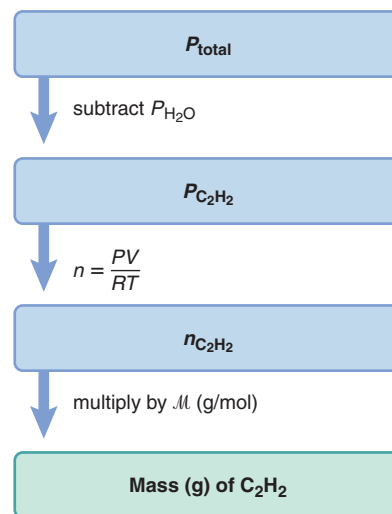 P_total
subtract P_H₂O
P_C₂H₂
n = PV/RT
n_C₂H₂
multiply by ℳ (g/mol)
Mass (g) of C₂H₂